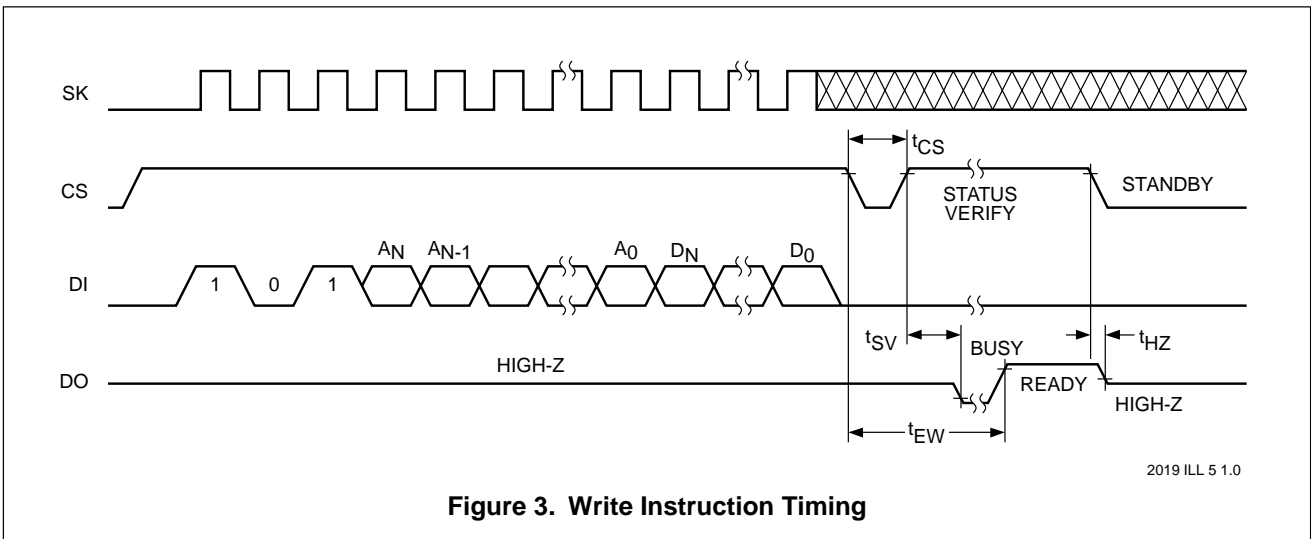 SK
tCS
CS
STATUS
VERIFY
STANDBY
DI
1 0 1 AN AN-1 A0 DN D0
tSV
BUSY
tHZ
DO
HIGH-Z
READY
HIGH-Z
tEW
2019 ILL 5 1.0
Figure 3. Write Instruction Timing